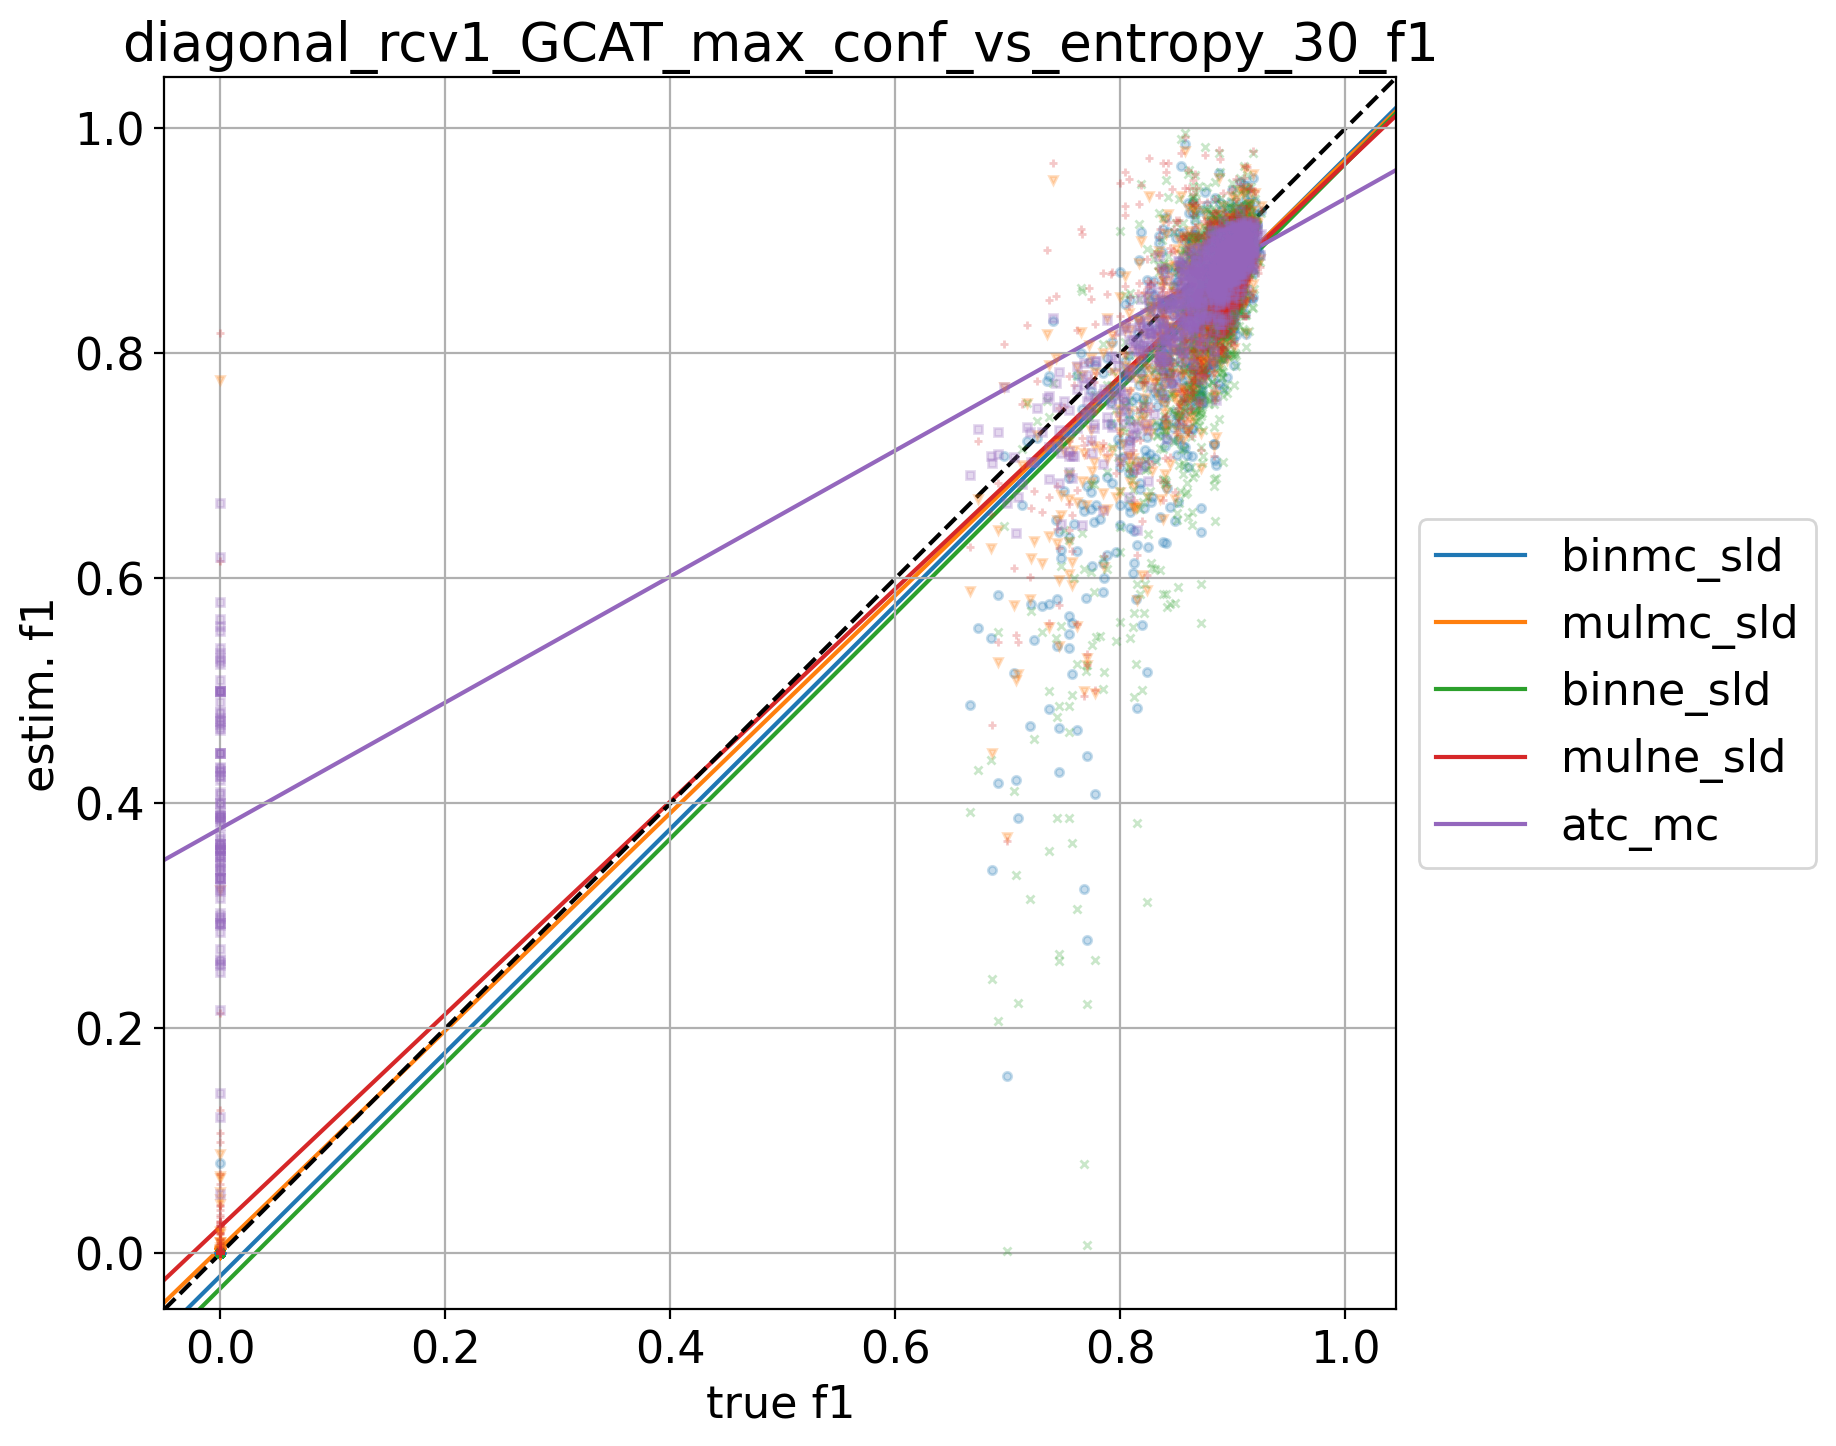 diagonal_rcv1_GCAT_max_conf_vs_entropy_30_f1
1.0
0.8
0.6
0.4
0.2
0.0
estim. f1
0.0 0.2 0.4 0.6 0.8 1.0
true f1
binmc_sld
mulmc_sld
binne_sld
mulne_sld
atc_mc